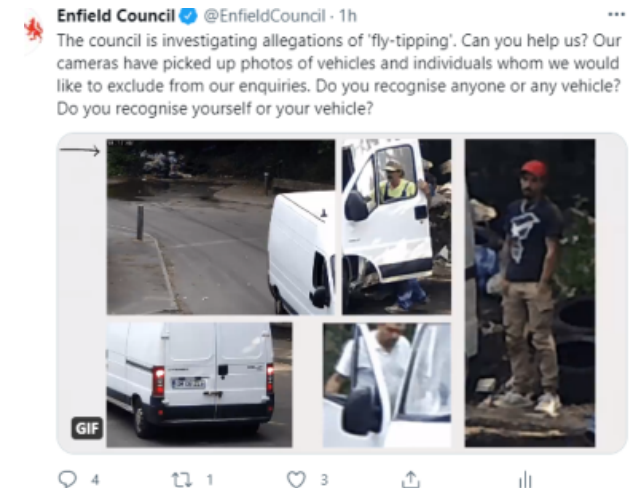 Enfield Council @EnfieldCouncil · 1h
The council is investigating allegations of 'fly-tipping'. Can you help us? Our
cameras have picked up photos of vehicles and individuals whom we would
like to exclude from our enquiries. Do you recognise anyone or any vehicle?
Do you recognise yourself or your vehicle?
GIF
4 1 3